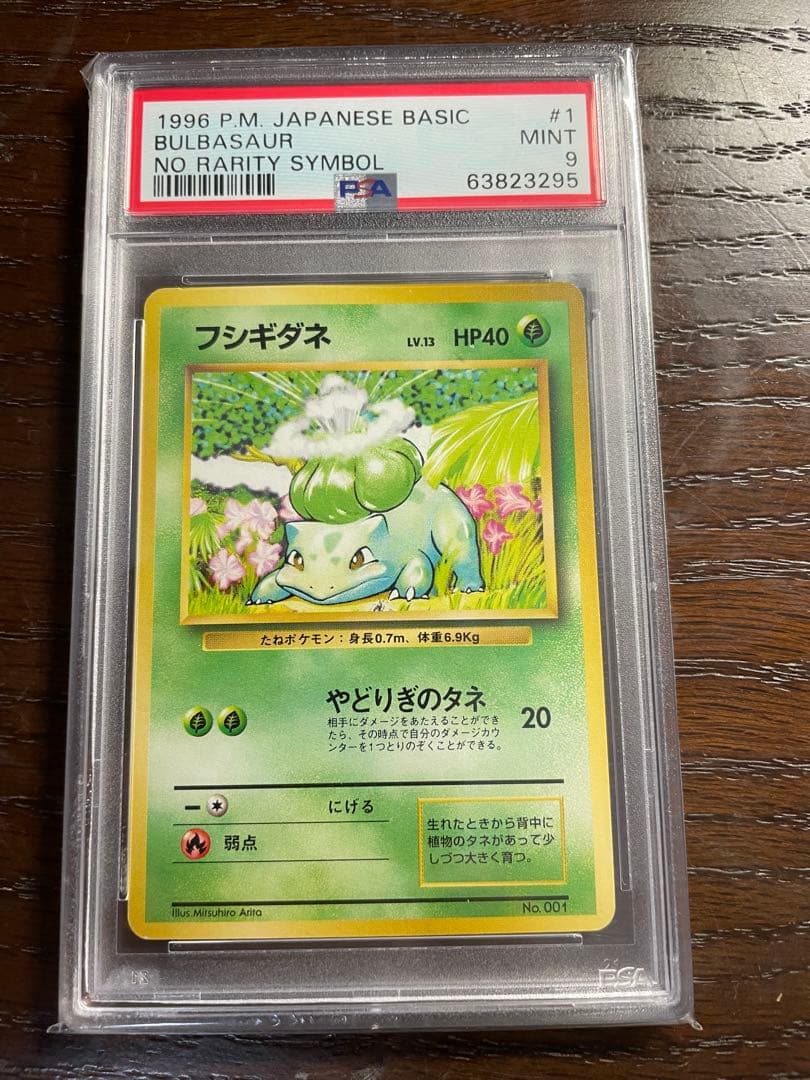 1996 P.M. JAPANESE BASIC #1
BULBASAUR MINT
NO RARITY SYMBOL 9
PSA 63823295
フシギダネ LV.13 HP40
たねポケモン：身長0.7m、体重6.9Kg
やどりぎのタネ 20
相手にダメージをあたえることができ
たら、その時点で自分のダメージカウ
ンターを1つとりのぞくことができる。
にげる
弱点
生れたときから背中に
植物のタネがあって少
しづつ大きく育つ。
Illus.Mitsuhiro Arita No.001
PSA